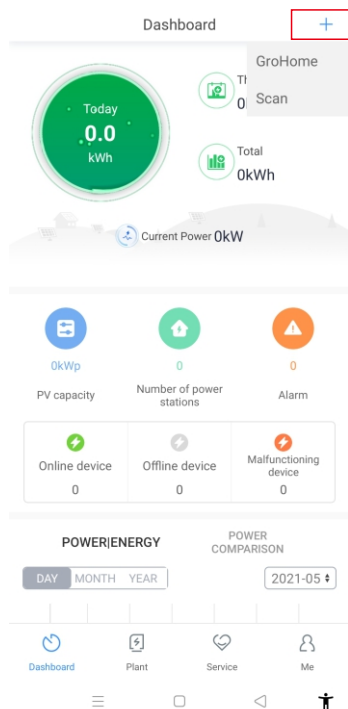 Dashboard
+
GroHome
Scan
Th
0
Today
0.0
kWh
Total
0kWh
Current Power 0kW
0kWp
0
0
PV capacity
Number of power
stations
Alarm
Online device
Offline device
Malfunctioning
device
0
0
0
POWER|ENERGY
POWER
COMPARISON
DAY MONTH YEAR
2021-05
Dashboard
Plant
Service
Me